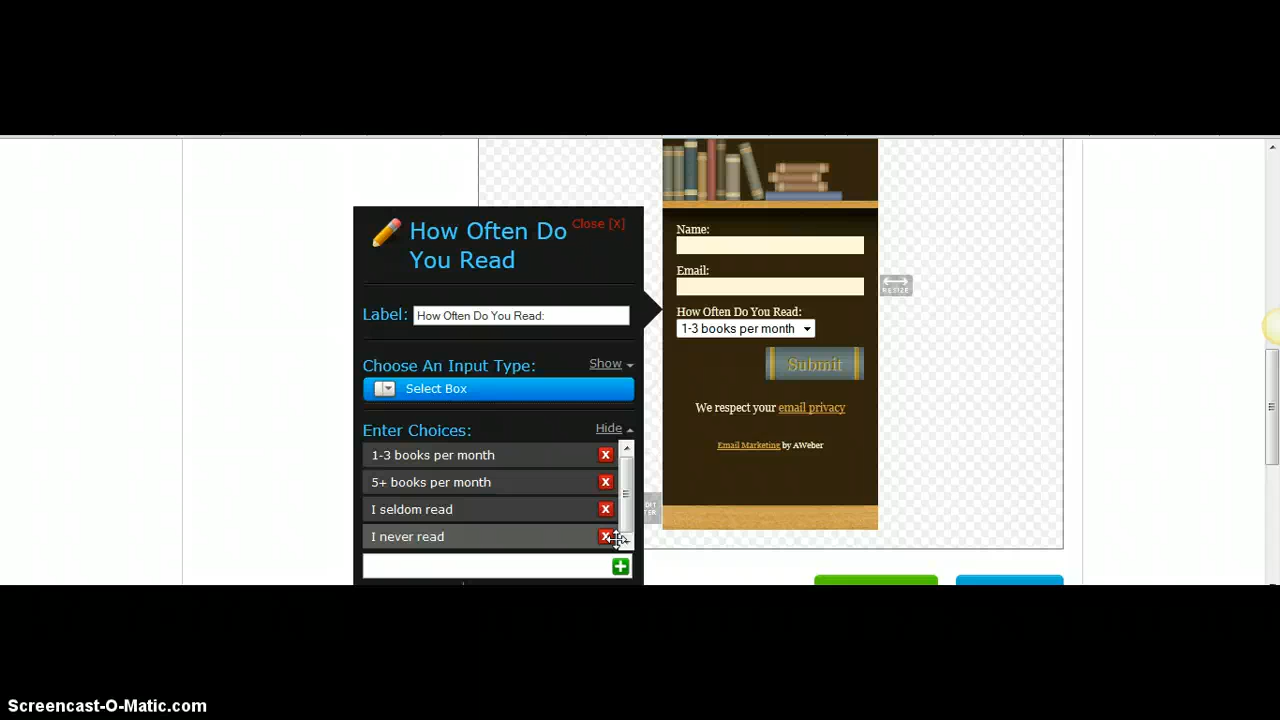 How Often Do
You Read
Close [X]
Label: How Often Do You Read:
Choose An Input Type:
Show
Select Box
Enter Choices:
Hide
1-3 books per month
X
5+ books per month
X
I seldom read
X
I never read
X
Name:
Email:
How Often Do You Read:
1-3 books per month
Submit
We respect your email privacy
Email Marketing by AWeber
RESIZE
Screencast-O-Matic.com